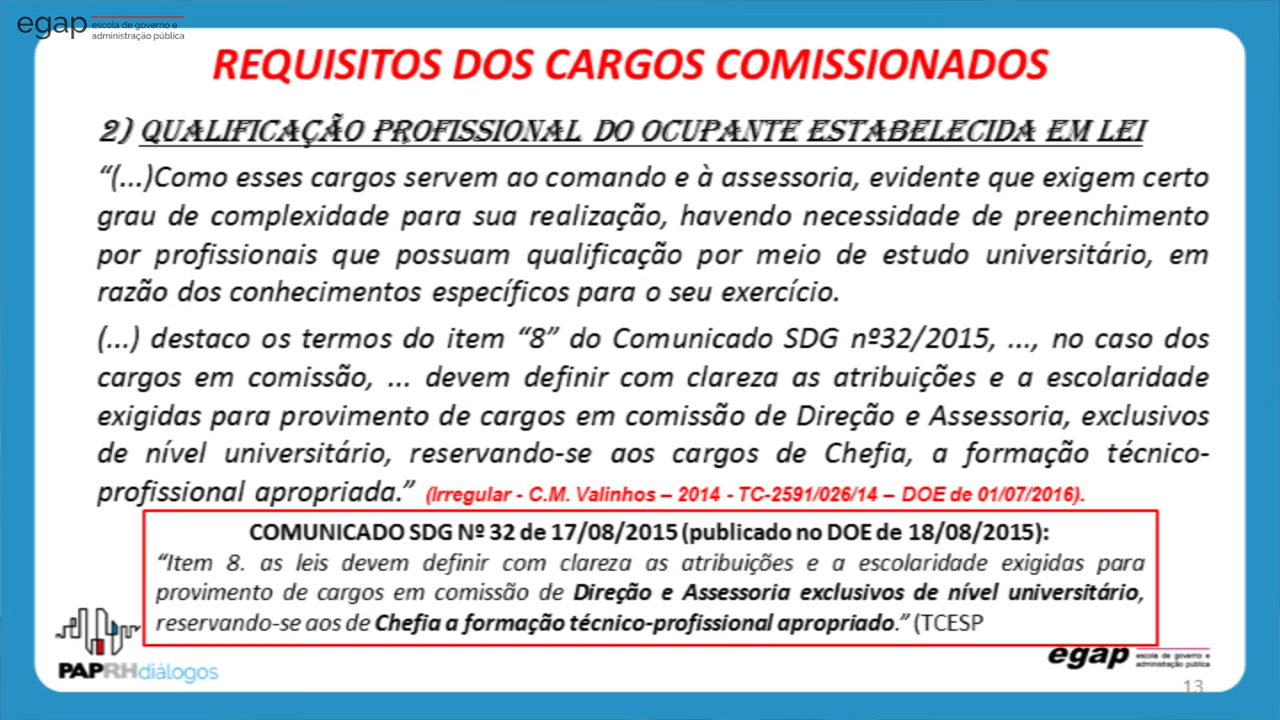 egap escola de governo e
administração pública
REQUISITOS DOS CARGOS COMISSIONADOS
2) QUALIFICAÇÃO PROFISSIONAL DO OCUPANTE ESTABELECIDA EM LEI
“(...)Como esses cargos servem ao comando e à assessoria, evidente que exigem certo
grau de complexidade para sua realização, havendo necessidade de preenchimento
por profissionais que possuam qualificação por meio de estudo universitário, em
razão dos conhecimentos específicos para o seu exercício.
(...) destaco os termos do item “8” do Comunicado SDG nº32/2015, ..., no caso dos
cargos em comissão, ... devem definir com clareza as atribuições e a escolaridade
exigidas para provimento de cargos em comissão de Direção e Assessoria, exclusivos
de nível universitário, reservando-se aos cargos de Chefia, a formação técnico-
profissional apropriada.” (Irregular - C.M. Valinhos – 2014 - TC-2591/026/14 – DOE de 01/07/2016).
COMUNICADO SDG Nº 32 de 17/08/2015 (publicado no DOE de 18/08/2015):
“Item 8. as leis devem definir com clareza as atribuições e a escolaridade exigidas para
provimento de cargos em comissão de Direção e Assessoria exclusivos de nível universitário,
reservando-se aos de Chefia a formação técnico-profissional apropriado.” (TCESP
PAPRHdiálogos
egap escola de governo e
administração pública
13